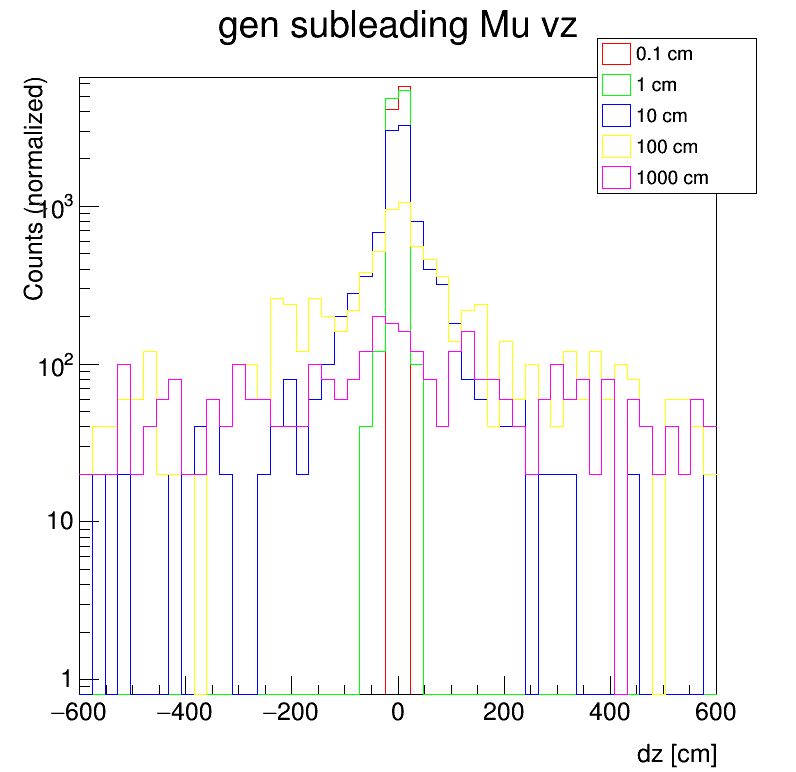 gen subleading Mu vz
0.1 cm
1 cm
10 cm
100 cm
1000 cm
Counts (normalized)
10³
10²
10
1
−600 −400 −200 0 200 400 600
dz [cm]